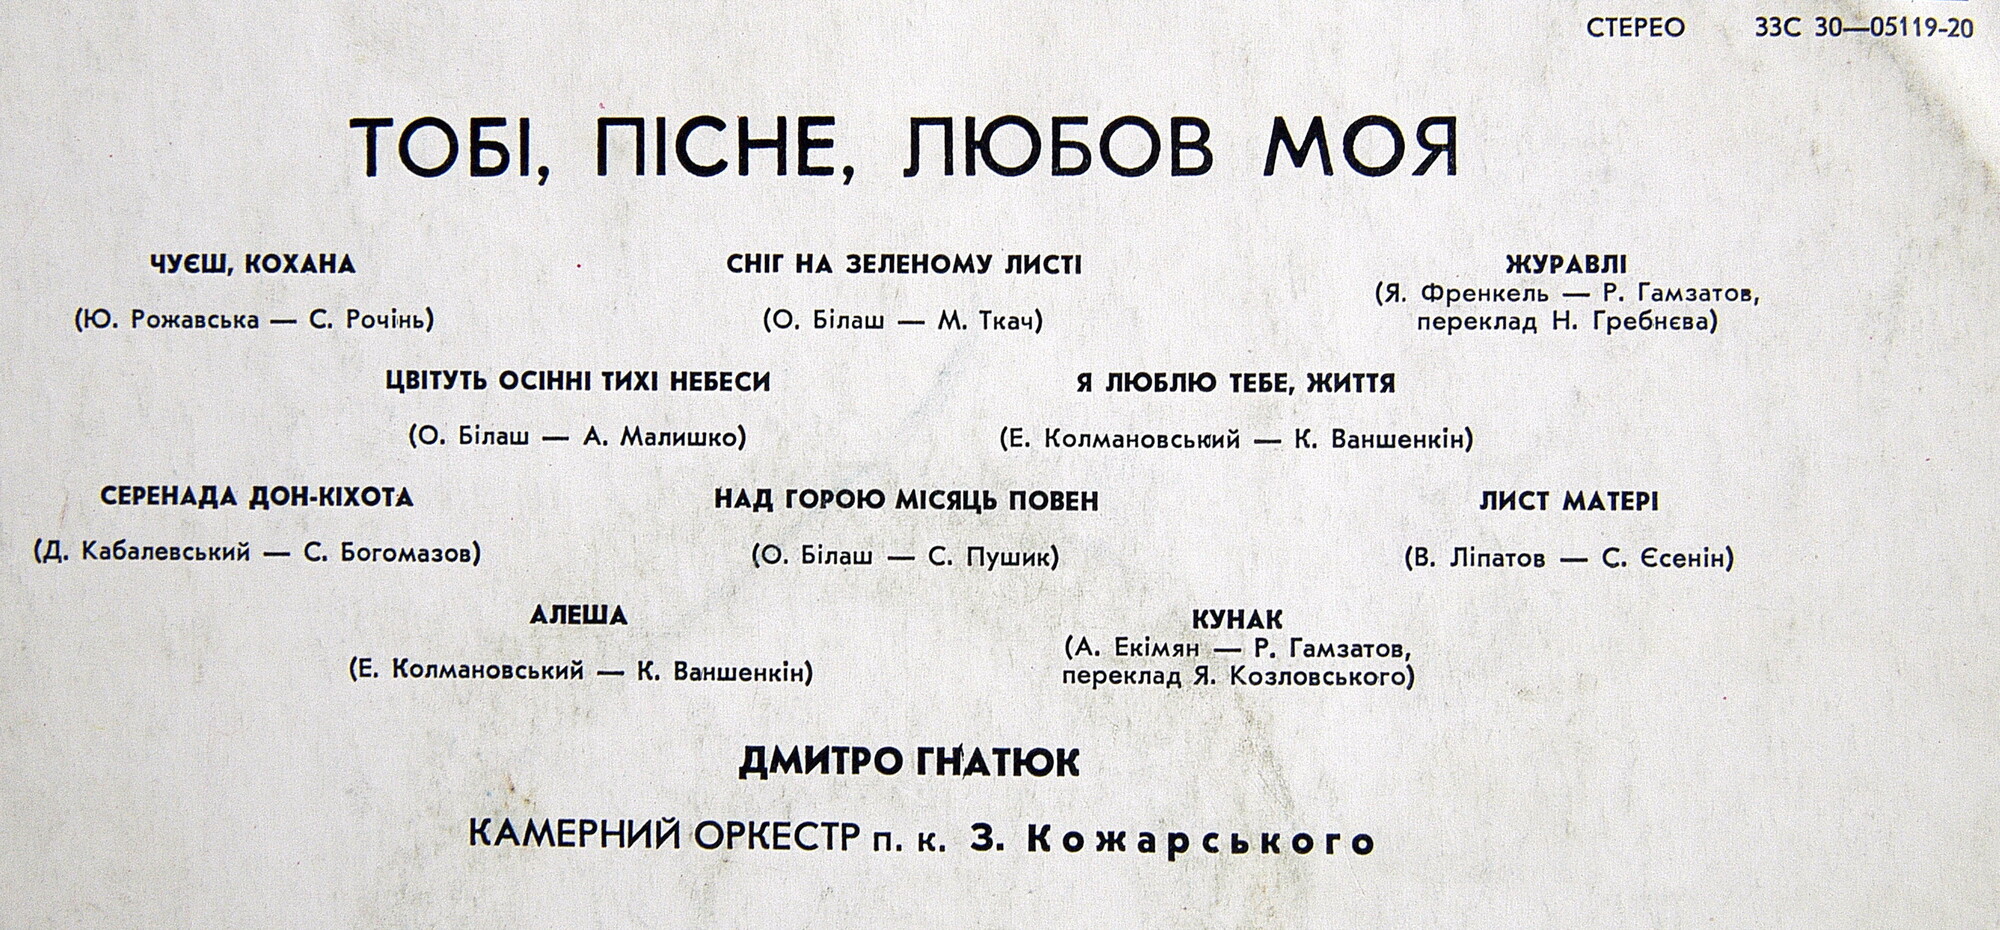 СТЕРЕО 33С 30—05119-20
ТОБІ, ПІСНЕ, ЛЮБОВ МОЯ
ЧУЄШ, КОХАНА
(Ю. Рожавська — С. Рочінь)
СНІГ НА ЗЕЛЕНОМУ ЛИСТІ
(О. Білаш — М. Ткач)
ЖУРАВЛІ
(Я. Френкель — Р. Гамзатов,
переклад Н. Гребнєва)
ЦВІТУТЬ ОСІННІ ТИХІ НЕБЕСИ
(О. Білаш — А. Малишко)
Я ЛЮБЛЮ ТЕБЕ, ЖИТТЯ
(Е. Колмановський — К. Ваншенкін)
СЕРЕНАДА ДОН-КІХОТА
(Д. Кабалевський — С. Богомазов)
НАД ГОРОЮ МІСЯЦЬ ПОВЕН
(О. Білаш — С. Пушик)
ЛИСТ МАТЕРІ
(В. Ліпатов — С. Єсенін)
АЛЕША
(Е. Колмановський — К. Ваншенкін)
КУНАК
(А. Екімян — Р. Гамзатов,
переклад Я. Козловського)
ДМИТРО ГНАТЮК
КАМЕРНИЙ ОРКЕСТР п. к. З. Кожарського